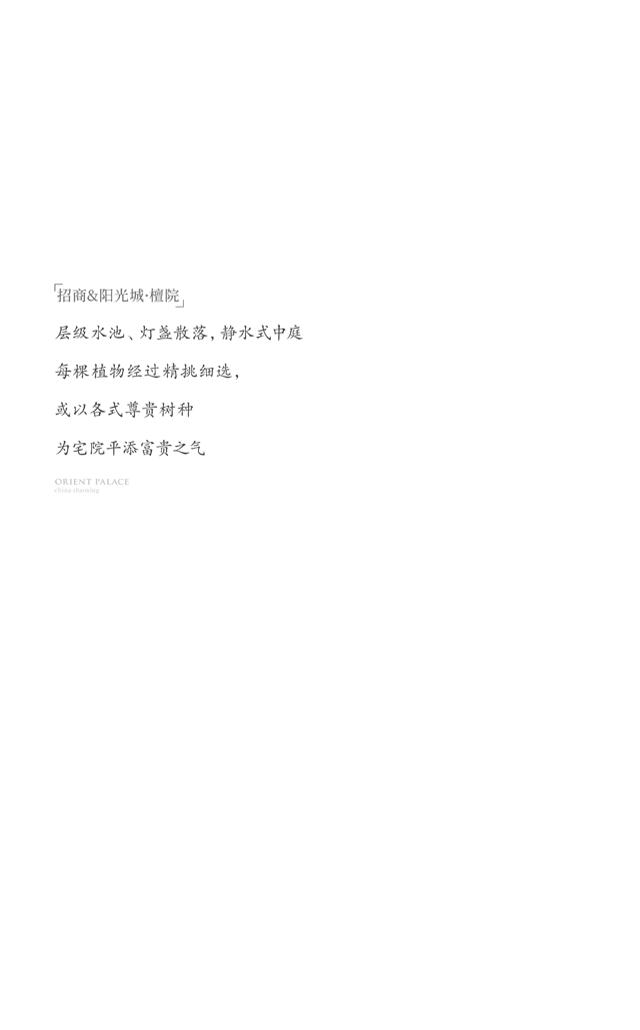 「招商&阳光城·檀院」
层级水池、灯盏散落，静水式中庭
每棵植物经过精挑细选，
或以各式尊贵树种
为宅院平添富贵之气
ORIENT PALACE
china charming